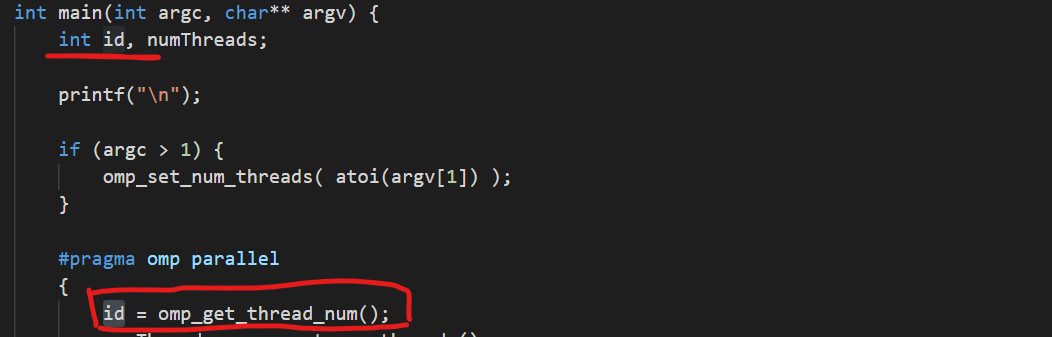 int main(int argc, char** argv) {
int id, numThreads;
printf("\n");
if (argc > 1) {
omp_set_num_threads( atoi(argv[1]) );
}
#pragma omp parallel
{
id = omp_get_thread_num();